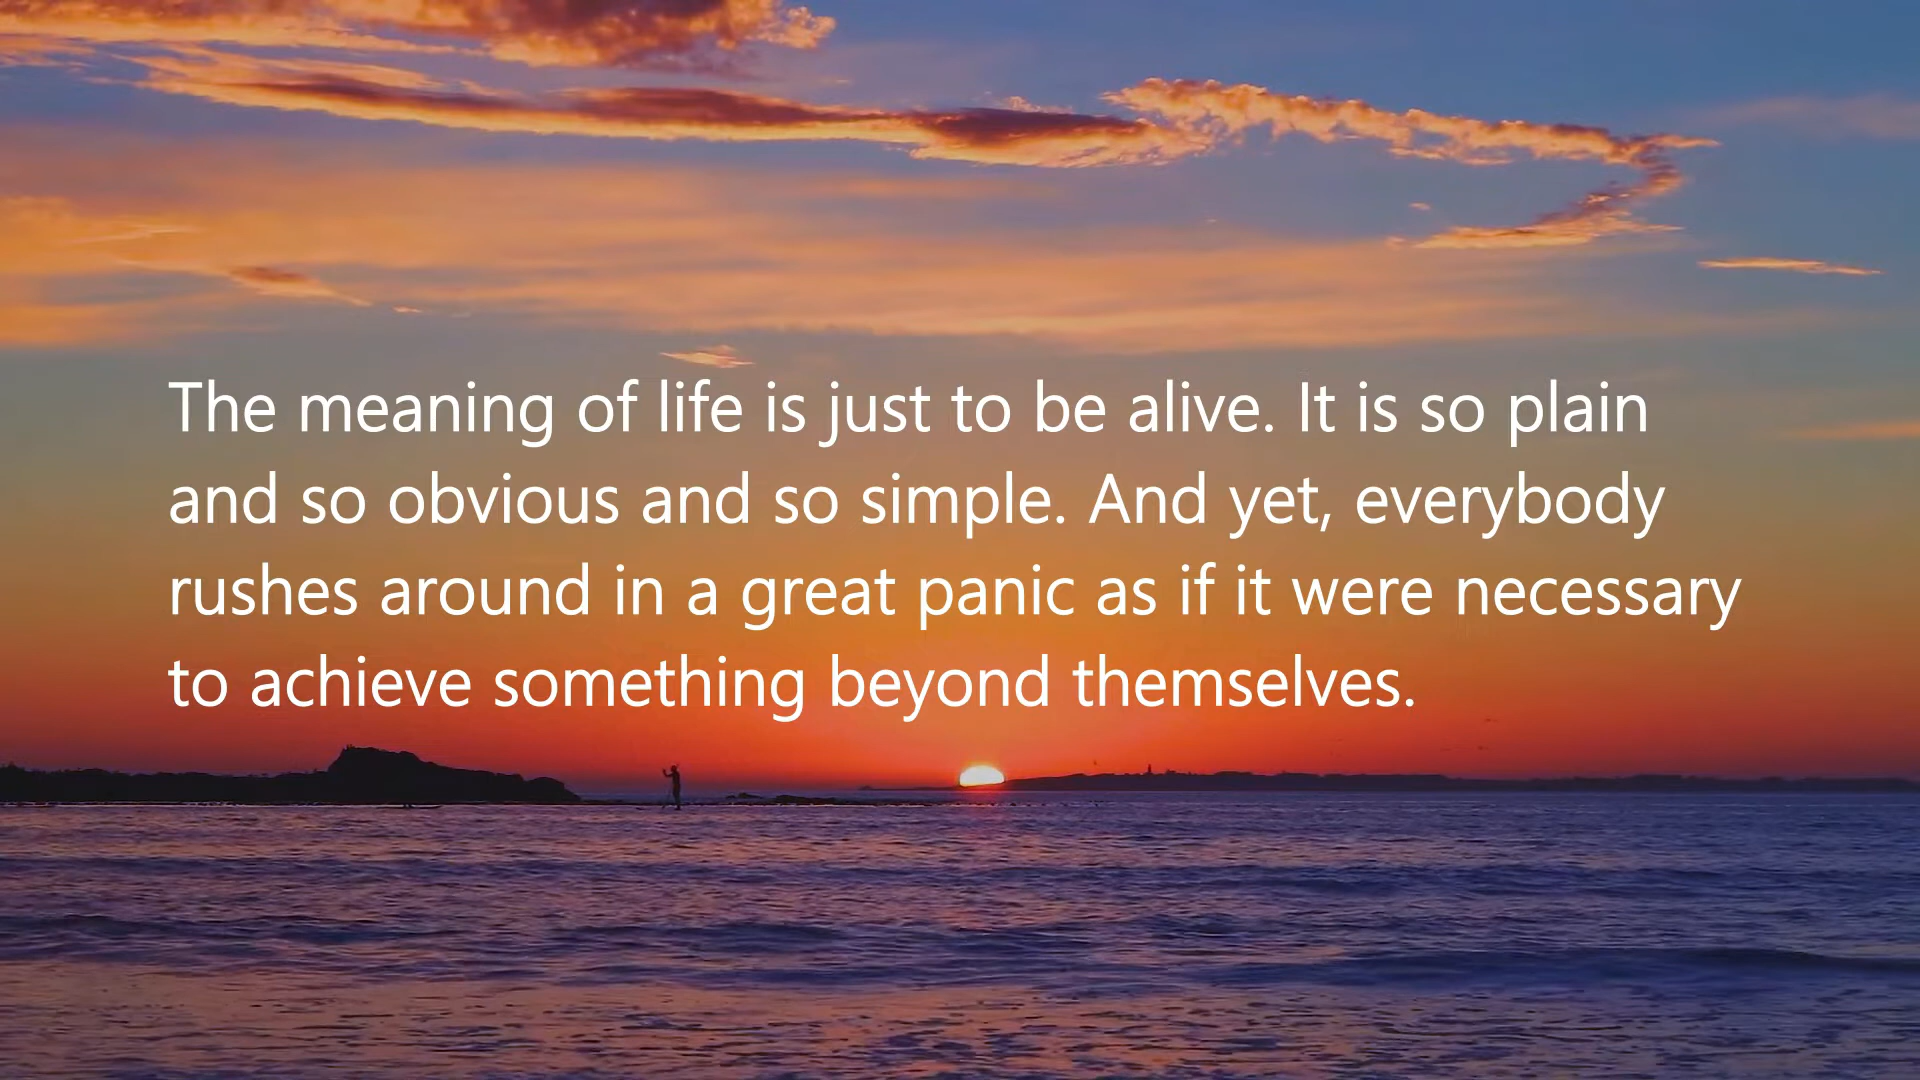 The meaning of life is just to be alive. It is so plain
and so obvious and so simple. And yet, everybody
rushes around in a great panic as if it were necessary
to achieve something beyond themselves.